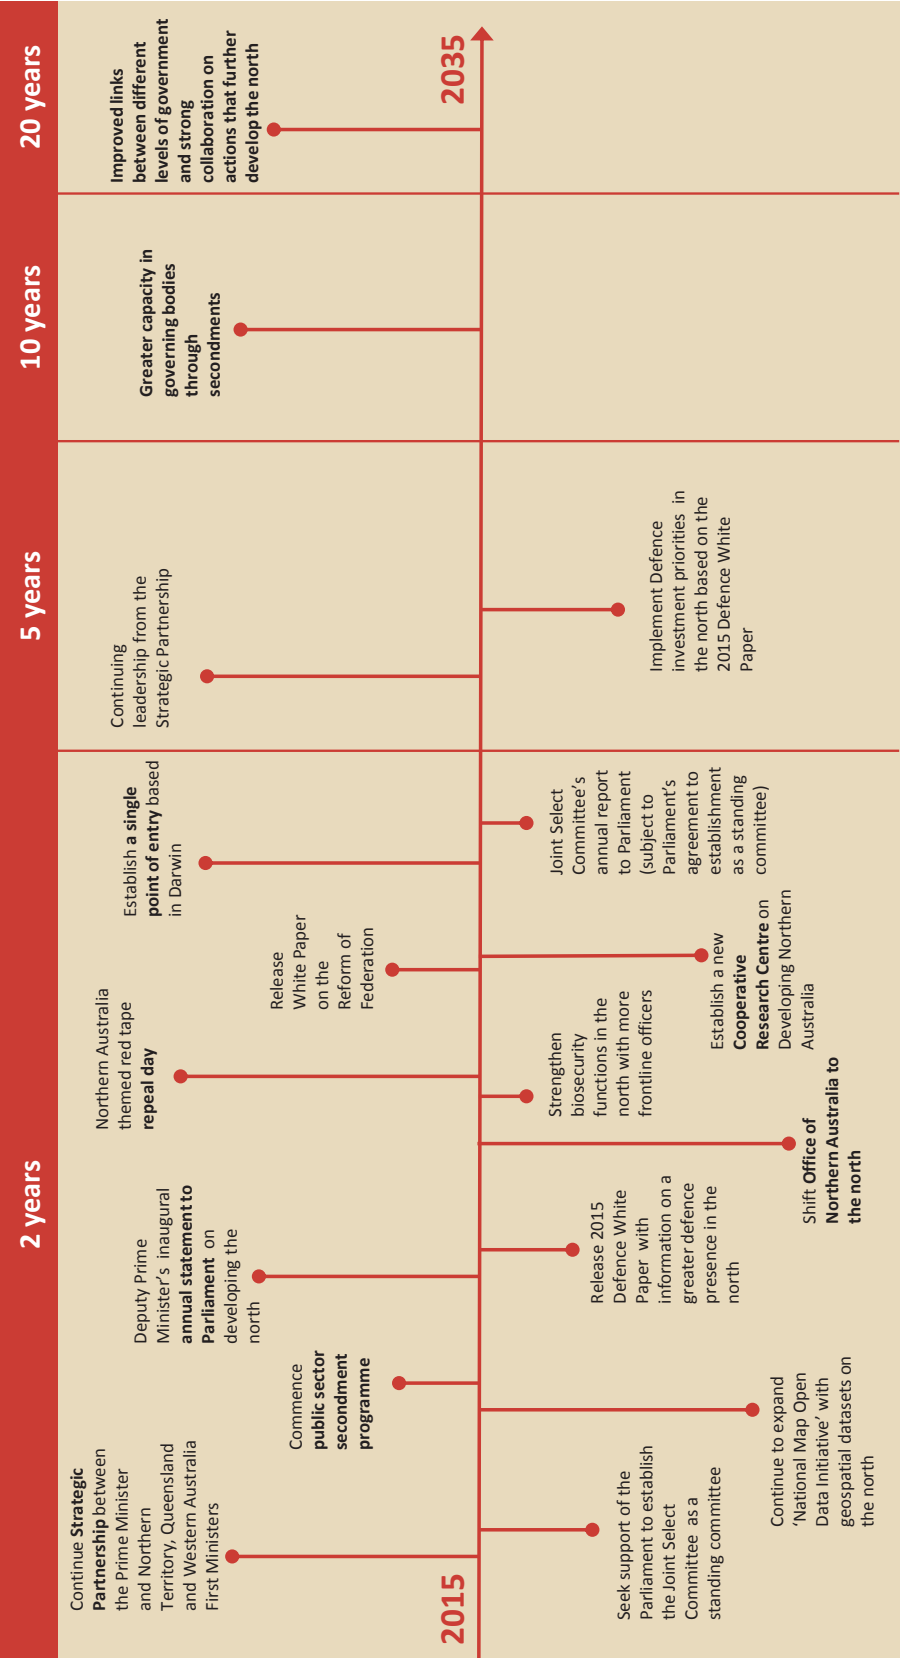 2 years
5 years
10 years
20 years
Continue Strategic
Partnership between
the Prime Minister
and Northern
Territory, Queensland
and Western Australia
First Ministers
Commence
public sector
secondment
programme
Deputy Prime
Minister's inaugural
annual statement to
Parliament on
developing the
north
Northern Australia
themed red tape
repeal day
Release
White Paper
on the
Reform of
Federation
Establish a single
point of entry based
in Darwin
Continuing
leadership from the
Strategic Partnership
Greater capacity in
governing bodies
through
secondments
Improved links
between different
levels of government
and strong
collaboration on
actions that further
develop the north
2015
2035
Seek support of the
Parliament to establish
the Joint Select
Committee as a
standing committee
Continue to expand
‘National Map Open
Data Initiative’ with
geospatial datasets on
the north
Release 2015
Defence White
Paper with
information on a
greater defence
presence in the
north
Shift Office of
Northern Australia to
the north
Strengthen
biosecurity
functions in the
north with more
frontline officers
Establish a new
Cooperative
Research Centre on
Developing Northern
Australia
Joint Select
Committee's
annual report
to Parliament
(subject to
Parliament's
agreement to
establishment
as a standing
committee)
Implement Defence
investment priorities in
the north based on the
2015 Defence White
Paper